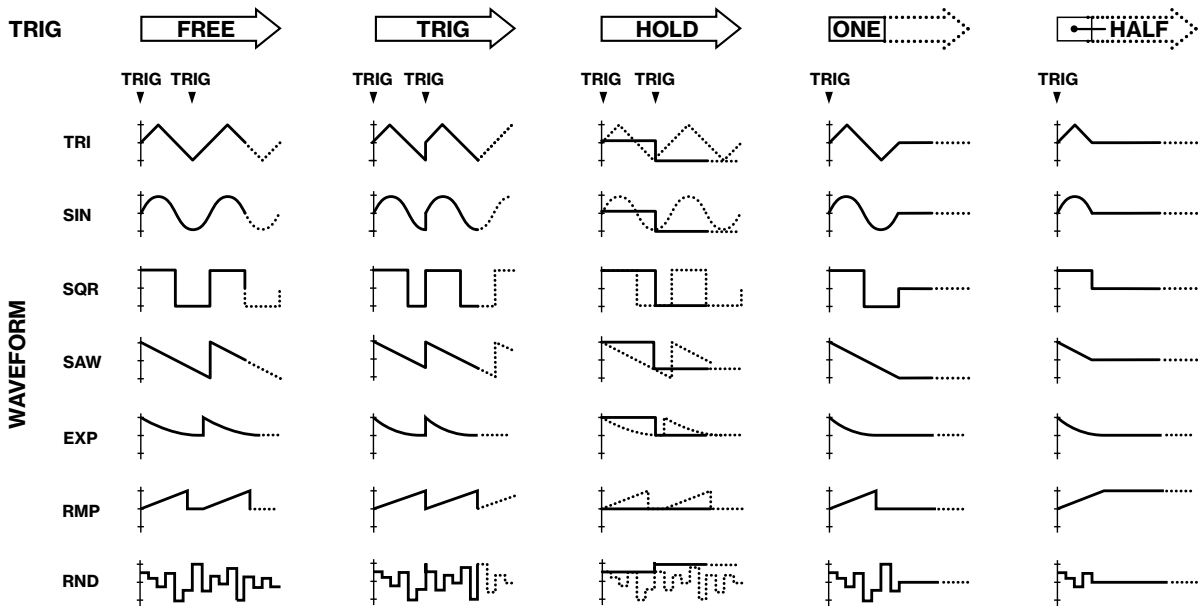 TRIG FREE TRIG HOLD ONE HALF
TRIG TRIG TRIG TRIG TRIG TRIG
TRIG TRIG
WAVEFORM
TRI
SIN
SQR
SAW
EXP
RMP
RND